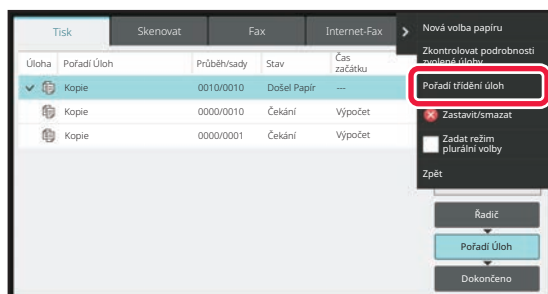 Tisk
Skenovat
Fax
Internet-Fax
Úloha
Pořadí Úloh
Průběh/sady
Stav
Čas
začátku
Kopie
0010/0010
Došel Papír
---
Kopie
0000/0010
Čekání
Výpočet
Kopie
0000/0001
Čekání
Výpočet
Nová volba papíru
Zkontrolovat podrobnosti
zvolené úlohy
Pořadí třídění úloh
Zastavit/smazat
Zadat režim
plurální volby
Zpět
Řadič
Pořadí Úloh
Dokončeno